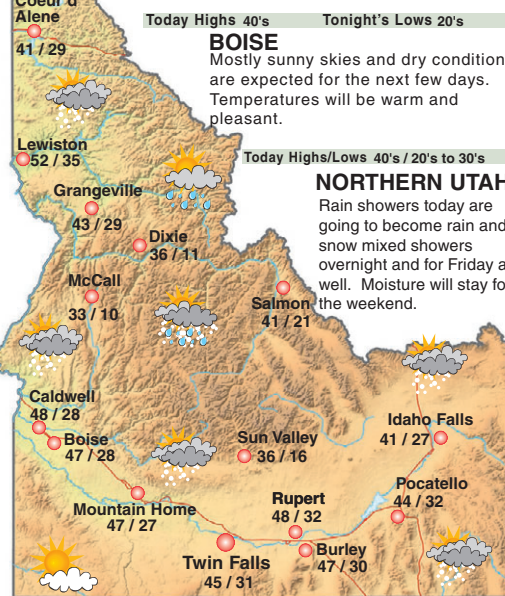 Coeur d'
Alene
41 / 29
Today Highs 40's Tonight's Lows 20's
BOISE
Mostly sunny skies and dry condition
are expected for the next few days.
Temperatures will be warm and
pleasant.
Lewiston
52 / 35
Today Highs/Lows 40's / 20's to 30's
NORTHERN UTAH
Rain showers today are
going to become rain and
snow mixed showers
overnight and for Friday a
well. Moisture will stay fo
the weekend.
Grangeville
43 / 29
Dixie
36 / 11
McCall
33 / 10
Salmon
41 / 21
Caldwell
48 / 28
Boise
47 / 28
Sun Valley
36 / 16
Idaho Falls
41 / 27
Mountain Home
47 / 27
Rupert
48 / 32
Pocatello
44 / 32
Twin Falls
45 / 31
Burley
47 / 30